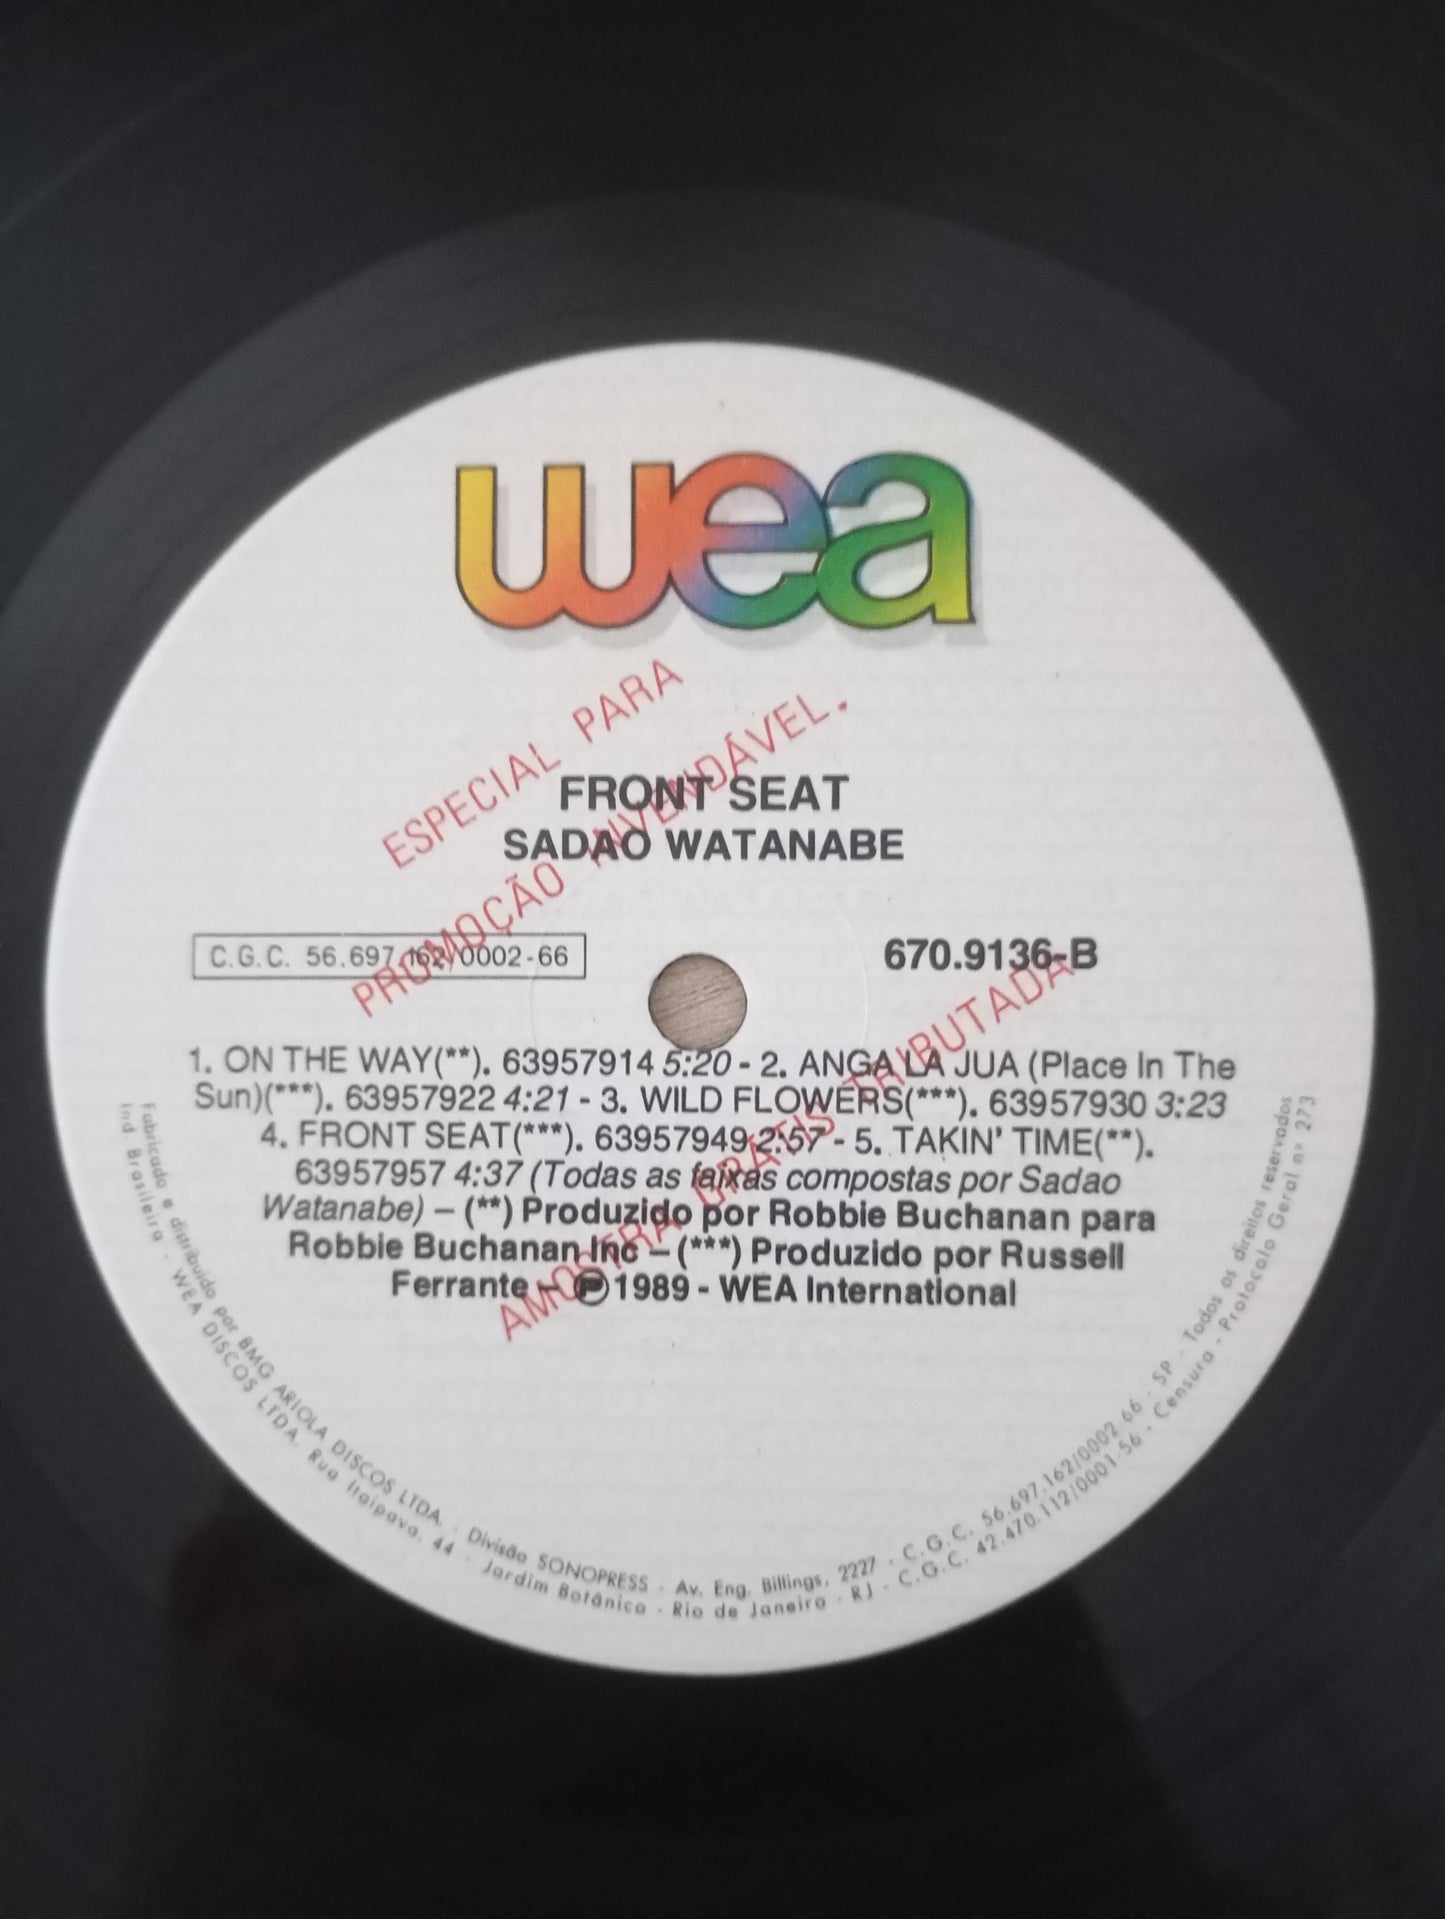 wea
ESPECIAL PARA
PROMOÇÃO INVENDÁVEL.
FRONT SEAT
SADAO WATANABE
C.G.C. 56.697.162/0002-66
670.9136-B
AMOSTRA GRÁTIS TRIBUTADA
1. ON THE WAY(**). 63957914 5:20 - 2. ANGA LA JUA (Place In The
Sun)(***). 63957922 4:21 - 3. WILD FLOWERS(***). 63957930 3:23
4. FRONT SEAT(***). 63957949 2:57 - 5. TAKIN' TIME(**).
63957957 4:37 (Todas as faixas compostas por Sadao
Watanabe) – (**) Produzido por Robbie Buchanan para
Robbie Buchanan Inc – (***) Produzido por Russell
Ferrante – ℗ 1989 - WEA International
Fabricado e distribuído por BMG ARIOLA DISCOS LTDA. - Divisão SONOPRESS - Av. Eng. Billings, 2227 - C.G.C. 56.697.162/0002-66 - SP - Todos os direitos reservados
Ind Brasileira - WEA DISCOS LTDA. Rua Itaipava, 44 - Jardim Botânico - Rio de Janeiro - RJ - C.G.C. 42.470.112/0001-56 - Censura - Protocolo Geral nº 273